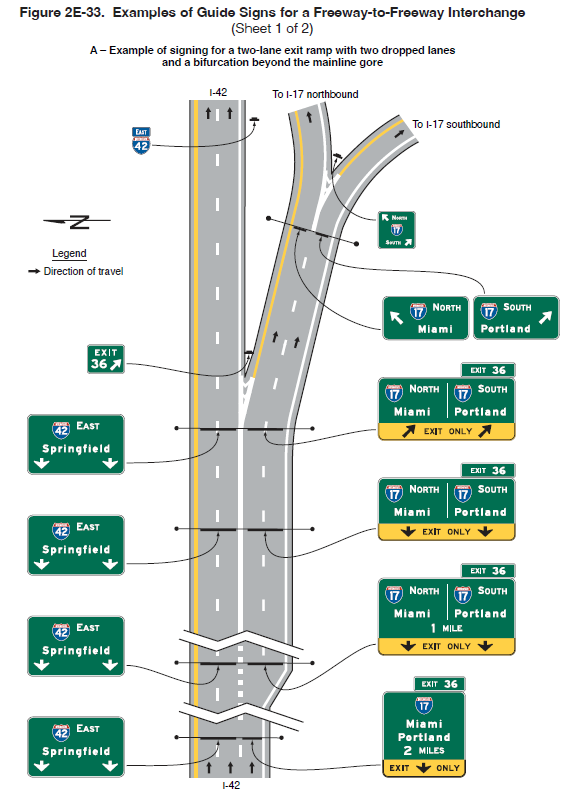 Figure 2E-33. Examples of Guide Signs for a Freeway-to-Freeway Interchange
(Sheet 1 of 2)
A – Example of signing for a two-lane exit ramp with two dropped lanes
and a bifurcation beyond the mainline gore
I-42
To I-17 northbound
To I-17 southbound
EAST
42
N
Legend
Direction of travel
NORTH
17
SOUTH
17 NORTH
Miami
17 SOUTH
Portland
EXIT
36
EXIT 36
17 NORTH
Miami
17 SOUTH
Portland
EXIT ONLY
42 EAST
Springfield
EXIT 36
17 NORTH
Miami
17 SOUTH
Portland
EXIT ONLY
42 EAST
Springfield
EXIT 36
17 NORTH
Miami
17 SOUTH
Portland
1 MILE
EXIT ONLY
42 EAST
Springfield
EXIT 36
17
Miami
Portland
2 MILES
EXIT ONLY
42 EAST
Springfield
I-42